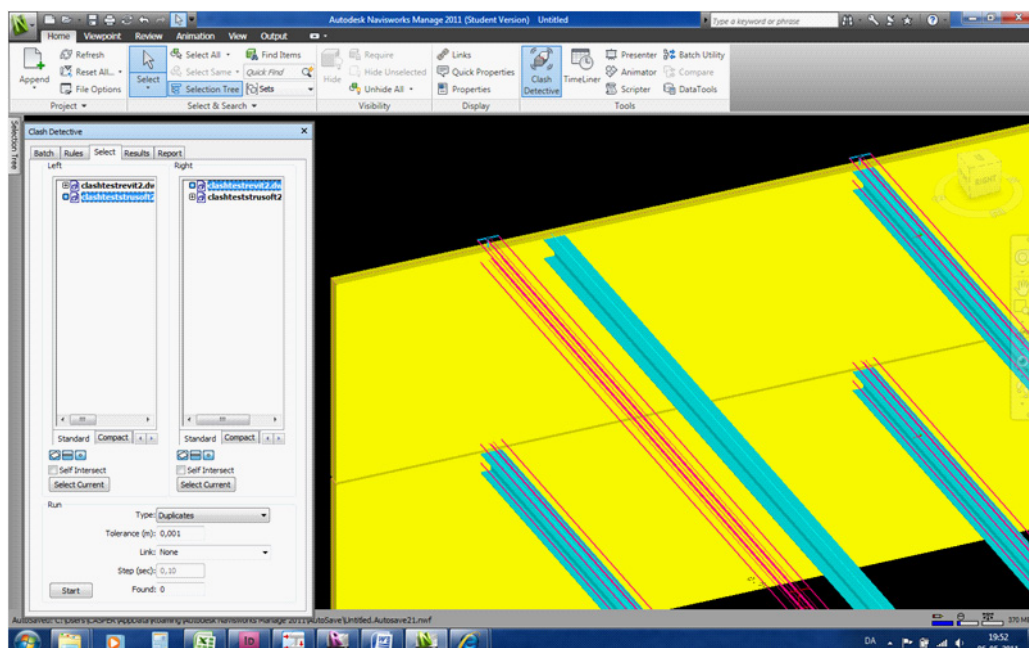 Autodesk Navisworks Manage 2011 (Student Version) Untitled
Type a keyword or phrase
Home Viewpoint Review Animation View Output
Append
Refresh
Reset All...
File Options
Project
Select
Select All
Select Same
Selection Tree
Find Items
Quick Find
Sets
Select & Search
Hide
Require
Hide Unselected
Unhide All
Visibility
Links
Quick Properties
Properties
Display
Clash Detective
TimeLiner
Presenter
Animator
Scripter
Batch Utility
Compare
DataTools
Tools
Selection Tree
Clash Detective
Batch Rules Select Results Report
Left
Right
clashtestrevit2.dw
clashteststrusoft2
clashtestrevit2.dw
clashteststrusoft2
Standard Compact
Standard Compact
Self Intersect
Self Intersect
Select Current
Select Current
Run
Type: Duplicates
Tolerance (m): 0,001
Link: None
Step (sec): 0,10
Start
Found: 0
RIGHT
AutoSaved: C:\Users\CASPER\AppData\Roaming\Autodesk Navisworks Manage 2011\AutoSave\Untitled.Autosave21.nwf
370 M
DA
19:52